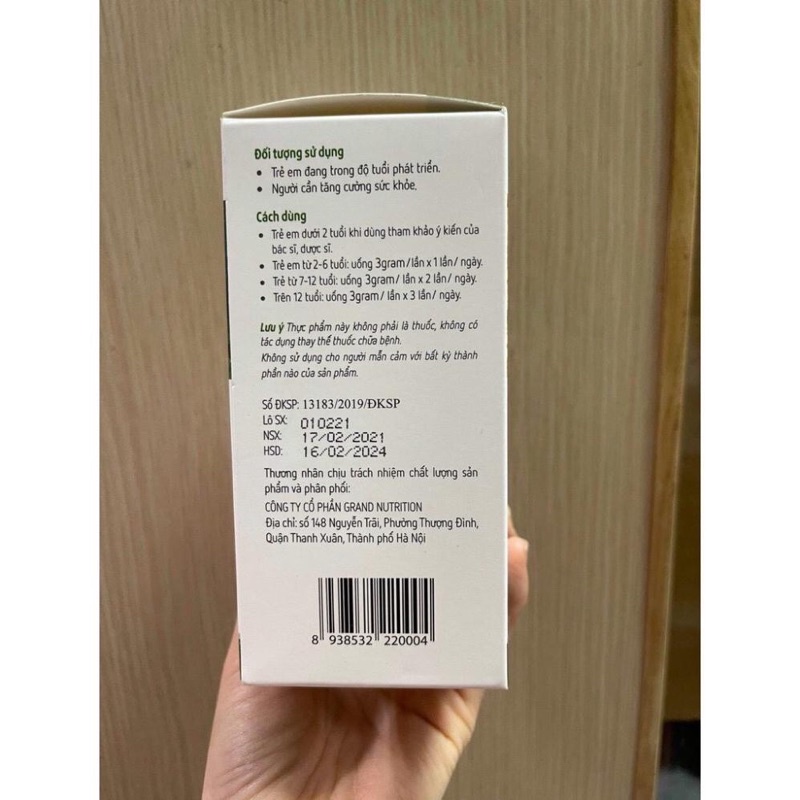 Đối tượng sử dụng
• Trẻ em đang trong độ tuổi phát triển.
• Người cần tăng cường sức khỏe.
Cách dùng
• Trẻ em dưới 2 tuổi khi dùng tham khảo ý kiến của
bác sĩ, dược sĩ.
• Trẻ em từ 2-6 tuổi: uống 3gram/lần x 1 lần/ ngày.
• Trẻ từ 7-12 tuổi: uống 3gram/ lần x 2 lần/ ngày.
• Trên 12 tuổi: uống 3gram/ lần x 3 lần/ ngày.
Lưu ý Thực phẩm này không phải là thuốc, không có
tác dụng thay thế thuốc chữa bệnh.
Không sử dụng cho người mẫn cảm với bất kỳ thành
phần nào của sản phẩm.
Số ĐKSP: 13183/2019/ĐKSP
Lô SX: 010221
NSX: 17/02/2021
HSD: 16/02/2024
Thương nhân chịu trách nhiệm chất lượng sản
phẩm và phân phối:
CÔNG TY CỔ PHẦN GRAND NUTRITION
Địa chỉ: số 148 Nguyễn Trãi, Phường Thượng Đình,
Quận Thanh Xuân, Thành phố Hà Nội
8 938532 220004